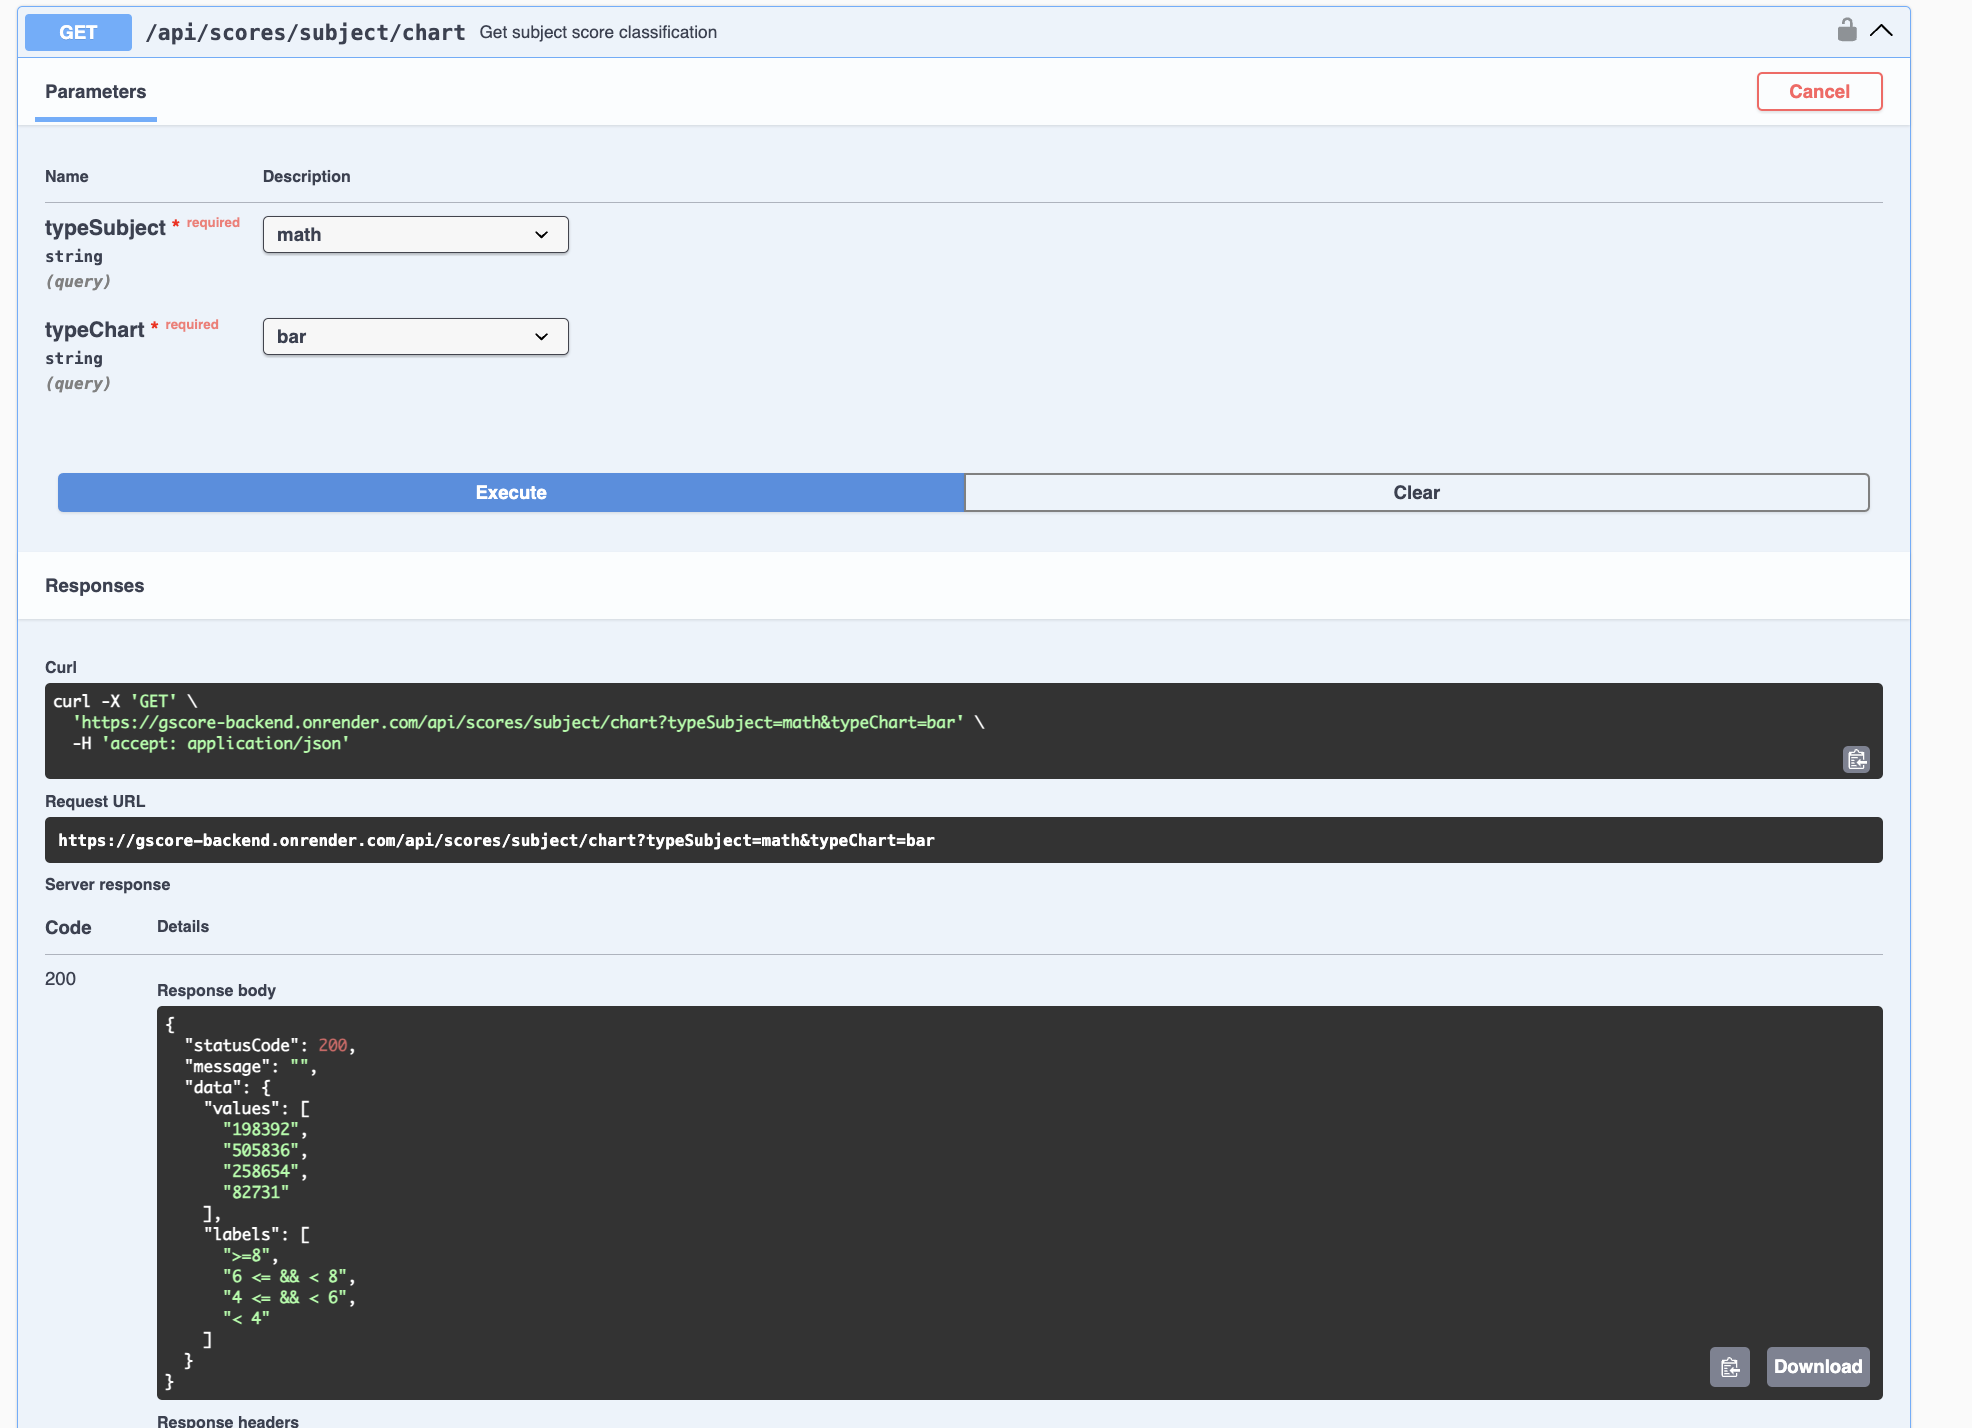 GET /api/scores/subject/chart Get subject score classification
Parameters
Cancel
Name Description
typeSubject * required
math
string
(query)
typeChart * required
bar
string
(query)
Execute Clear
Responses
Curl
curl -X 'GET' \
  'https://gscore-backend.onrender.com/api/scores/subject/chart?typeSubject=math&typeChart=bar' \
  -H 'accept: application/json'
Request URL
https://gscore-backend.onrender.com/api/scores/subject/chart?typeSubject=math&typeChart=bar
Server response
Code Details
200
Response body
{
  "statusCode": 200,
  "message": "",
  "data": {
    "values": [
      "198392",
      "505836",
      "258654",
      "82731"
    ],
    "labels": [
      ">=8",
      "6 <= && < 8",
      "4 <= && < 6",
      "< 4"
    ]
  }
}
Download
Response headers